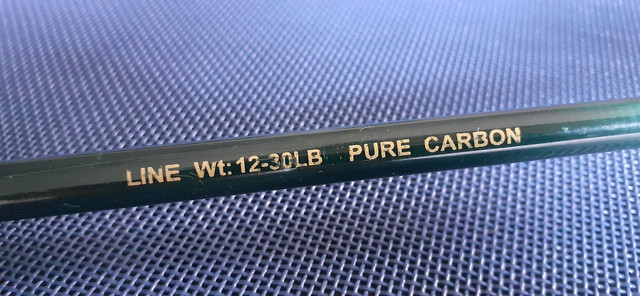 LINE Wt: 12-30LB PURE CARBON